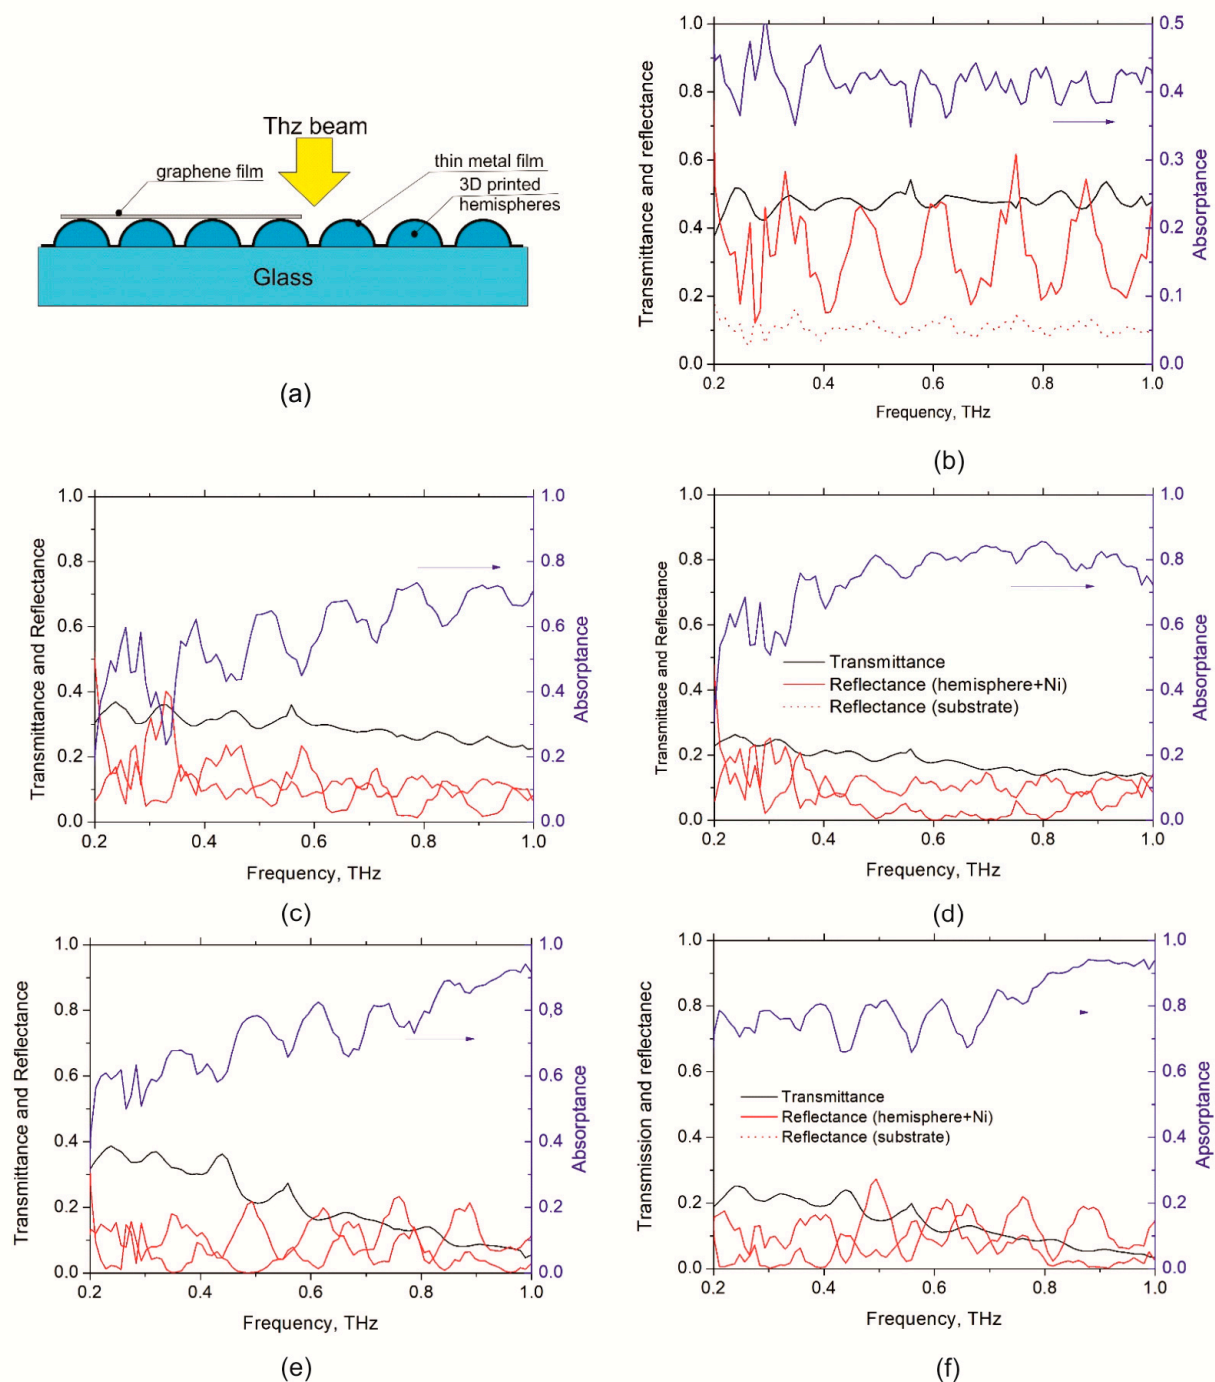 Thz beam
graphene film
thin metal film
3D printed
hemispheres
Glass
(a)
Transmittance and reflectance
1.0
0.8
0.6
0.4
0.2
0.0
0.5
0.4
0.3
0.2
0.1
0.0
Absorptance
0.2 0.4 0.6 0.8 1.0
Frequency, THz
(b)
Transmittance and Reflectance
1.0
0.8
0.6
0.4
0.2
0.0
1.0
0.8
0.6
0.4
0.2
0.0
Absorptance
0.2 0.4 0.6 0.8 1.0
Frequency, THz
(c)
Transmittace and Reflectance
1.0
0.8
0.6
0.4
0.2
0.0
Transmittance
Reflectance (hemisphere+Ni)
Reflectance (substrate)
1.0
0.8
0.6
0.4
0.2
0.0
Absorptance
0.2 0.4 0.6 0.8 1.0
Frequency, THz
(d)
Transmittance and Reflectance
1.0
0.8
0.6
0.4
0.2
0.0
1.0
0.8
0.6
0.4
0.2
0.0
Absorptance
0.2 0.4 0.6 0.8 1.0
Frequency, THz
(e)
Transmission and reflectanec
1.0
0.8
0.6
0.4
0.2
0.0
Transmittance
Reflectance (hemisphere+Ni)
Reflectance (substrate)
1.0
0.8
0.6
0.4
0.2
0.0
Apsorptance
0.2 0.4 0.6 0.8 1.0
Frequency, THz
(f)